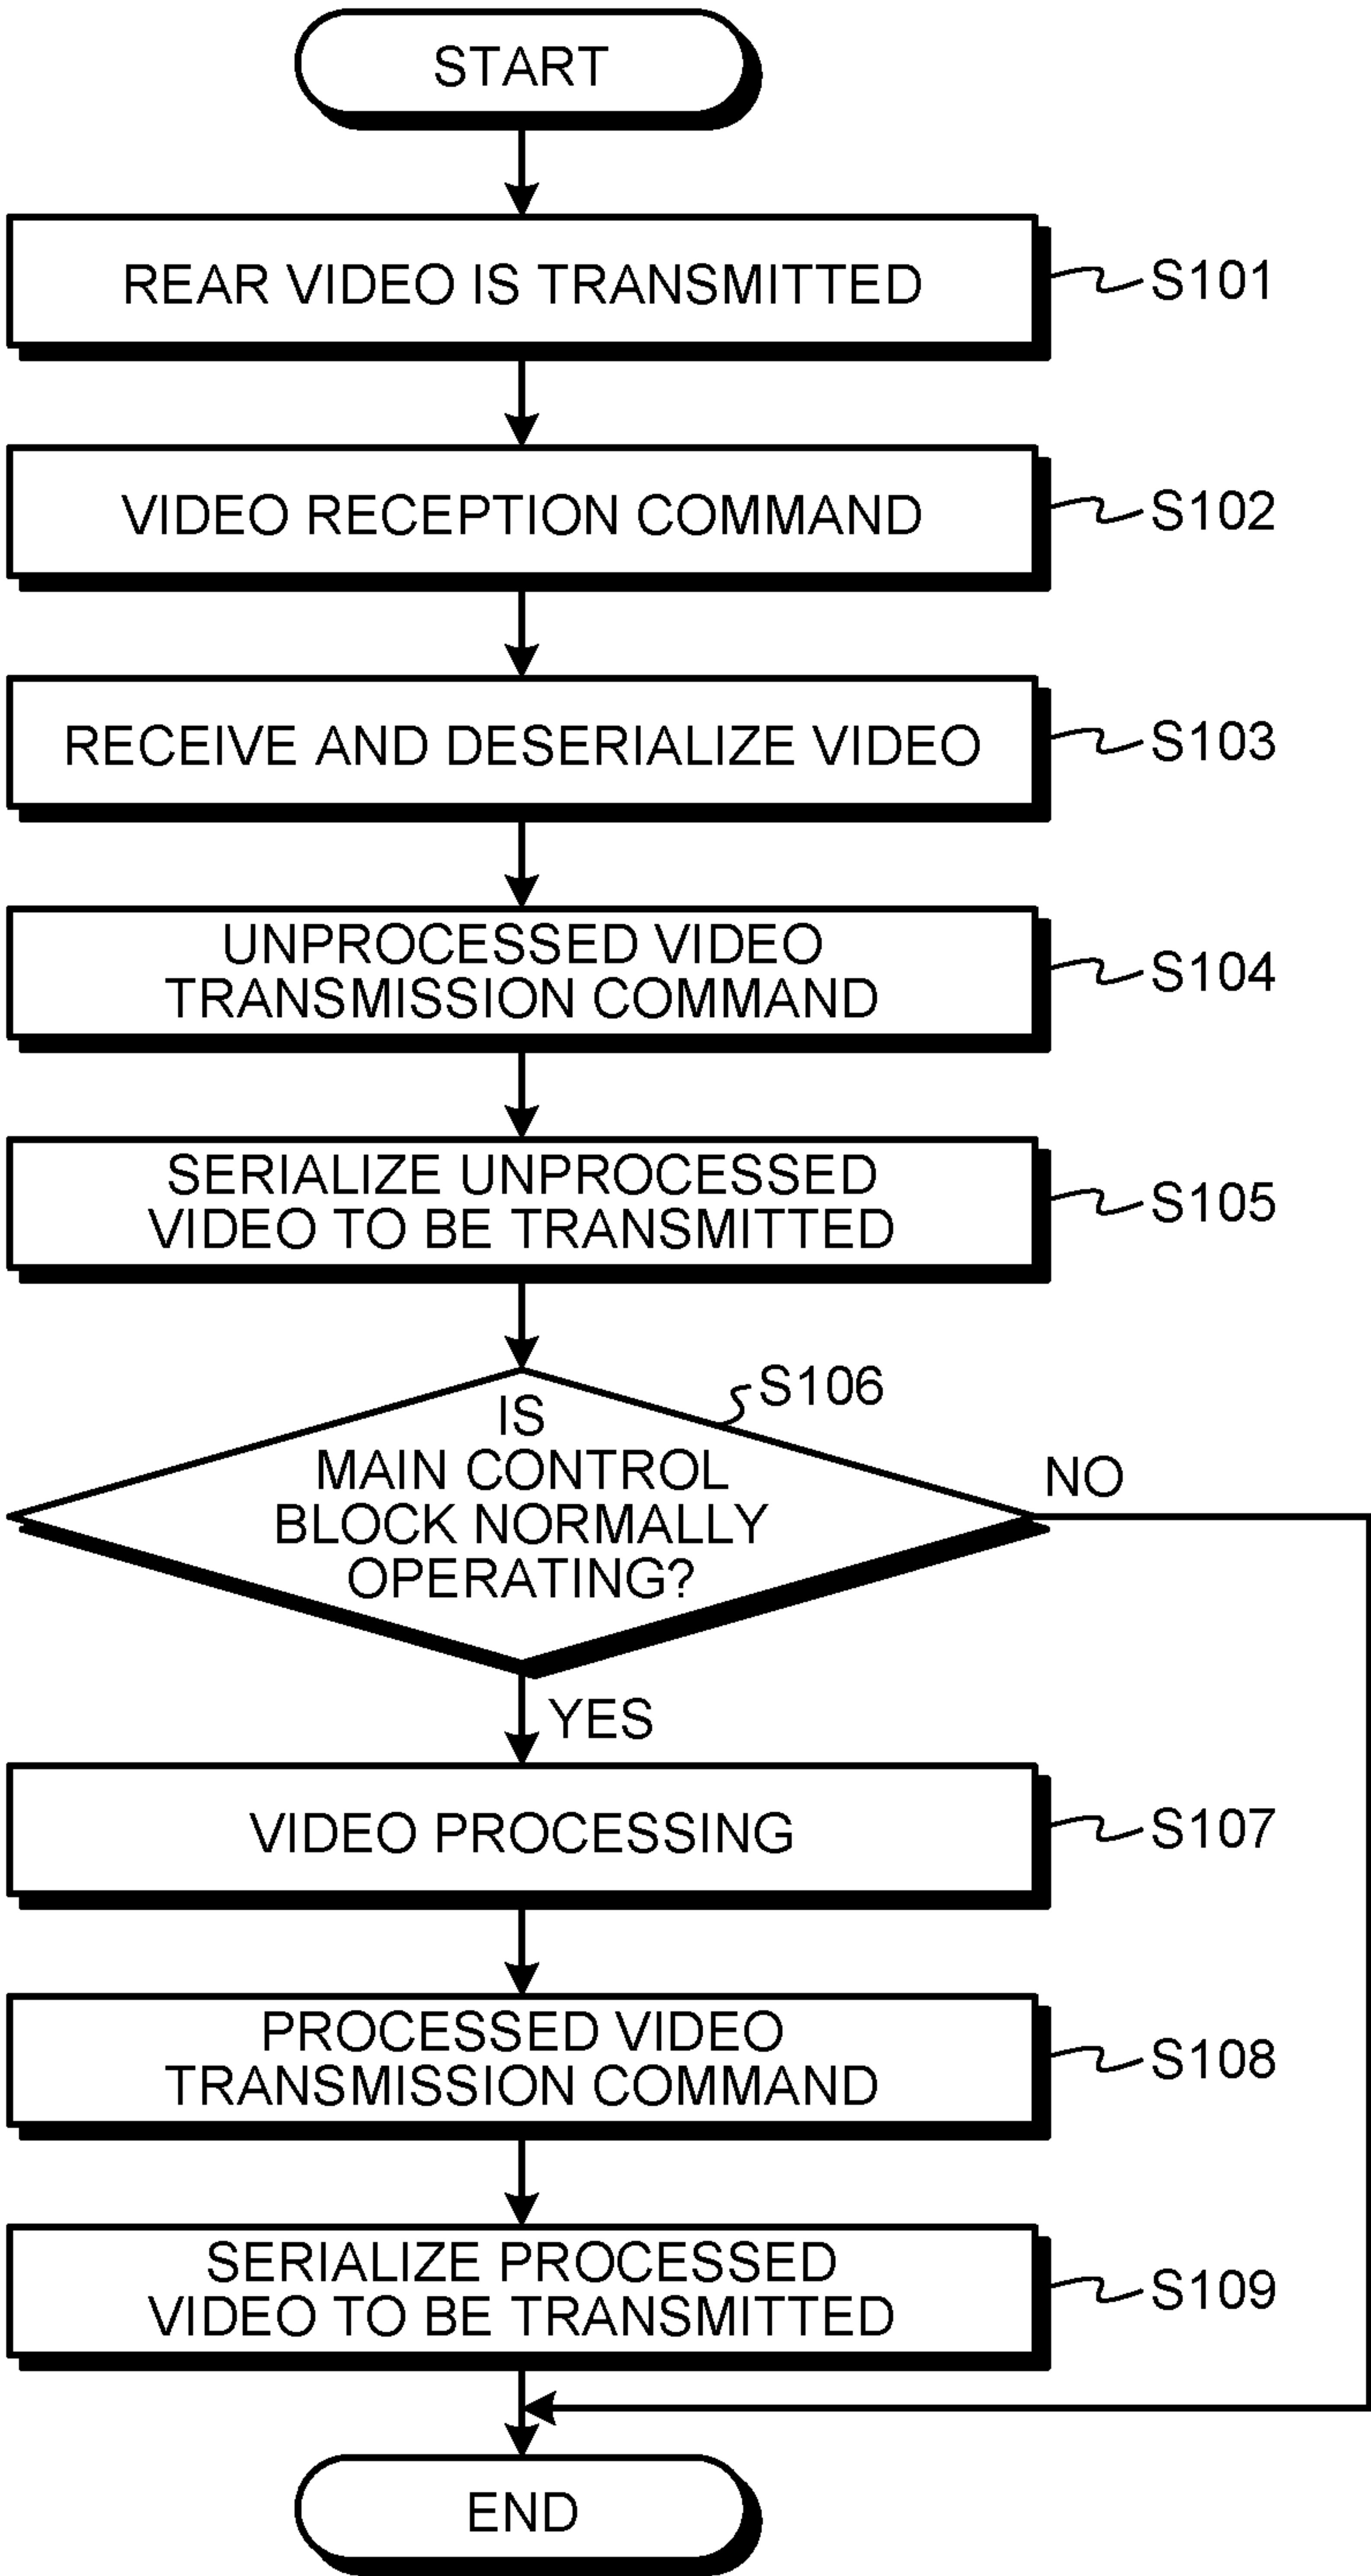 START
REAR VIDEO IS TRANSMITTED
S101
VIDEO RECEPTION COMMAND
S102
RECEIVE AND DESERIALIZE VIDEO
S103
UNPROCESSED VIDEO
TRANSMISSION COMMAND
S104
SERIALIZE UNPROCESSED
VIDEO TO BE TRANSMITTED
S105
S106
IS
MAIN CONTROL
BLOCK NORMALLY
OPERATING?
NO
YES
VIDEO PROCESSING
S107
PROCESSED VIDEO
TRANSMISSION COMMAND
S108
SERIALIZE PROCESSED
VIDEO TO BE TRANSMITTED
S109
END